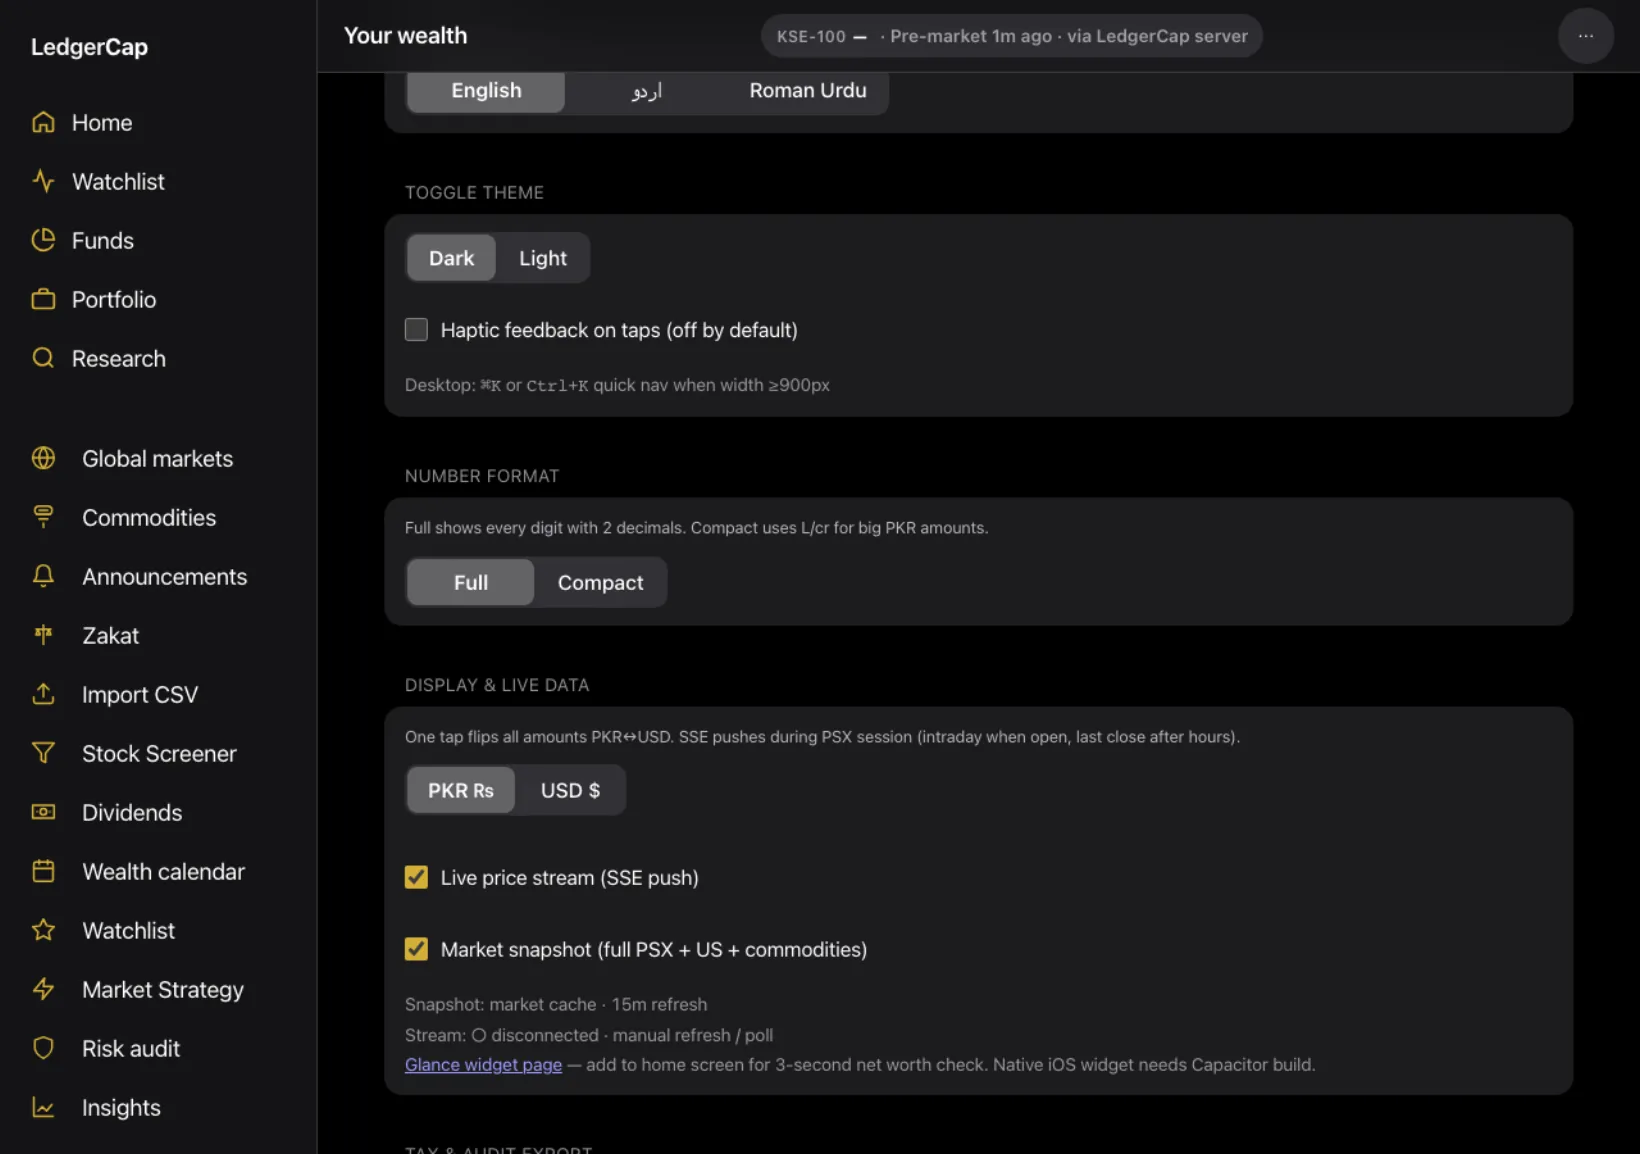 LedgerCap
Home
Watchlist
Funds
Portfolio
Research
Global markets
Commodities
Announcements
Zakat
Import CSV
Stock Screener
Dividends
Wealth calendar
Watchlist
Market Strategy
Risk audit
Insights
Your wealth
KSE-100 — · Pre-market 1m ago · via LedgerCap server
...
English
اردو
Roman Urdu
TOGGLE THEME
Dark
Light
Haptic feedback on taps (off by default)
Desktop: ⌘K or Ctrl+K quick nav when width ≥900px
NUMBER FORMAT
Full shows every digit with 2 decimals. Compact uses L/cr for big PKR amounts.
Full
Compact
DISPLAY & LIVE DATA
One tap flips all amounts PKR↔USD. SSE pushes during PSX session (intraday when open, last close after hours).
PKR ₨
USD $
Live price stream (SSE push)
Market snapshot (full PSX + US + commodities)
Snapshot: market cache · 15m refresh
Stream: ○ disconnected · manual refresh / poll
Glance widget page — add to home screen for 3-second net worth check. Native iOS widget needs Capacitor build.
TAX & AUDIT EXPORT